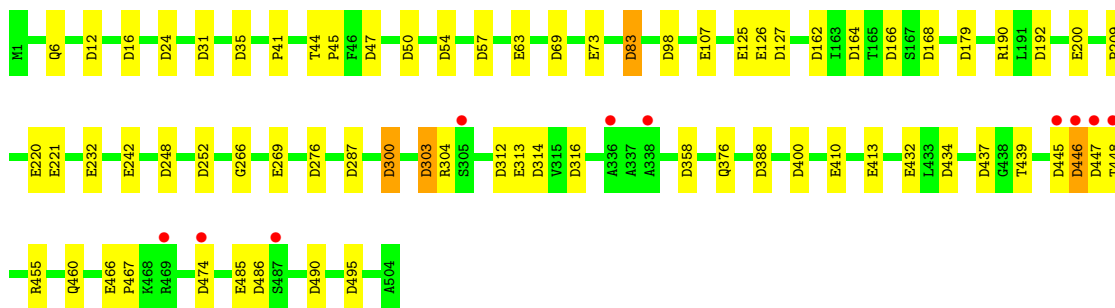 M1 Q6 D12 D16 D24 D31 D35 P41 T44 P45 F46 D47 D50 D54 D57 E63 D69 E73 D83 D98 E107 E125 E126 D127 D162 I163 D164 T165 D166 S167 D168 D179 R190 L191 D192 E200
E220 E221 E232 E242 D248 D252 G266 E269 D276 D287 D300 D303 R304 S305 D312 E313 D314 V315 D316 A336 A337 A338 D358 Q376 D388 D400 E410 E413 E432 L433 D434 D437 G438 T439 D445 D446 D447 T448
R455 Q460 E466 P467 K468 R469 D474 E485 D486 S487 D490 D495 A504